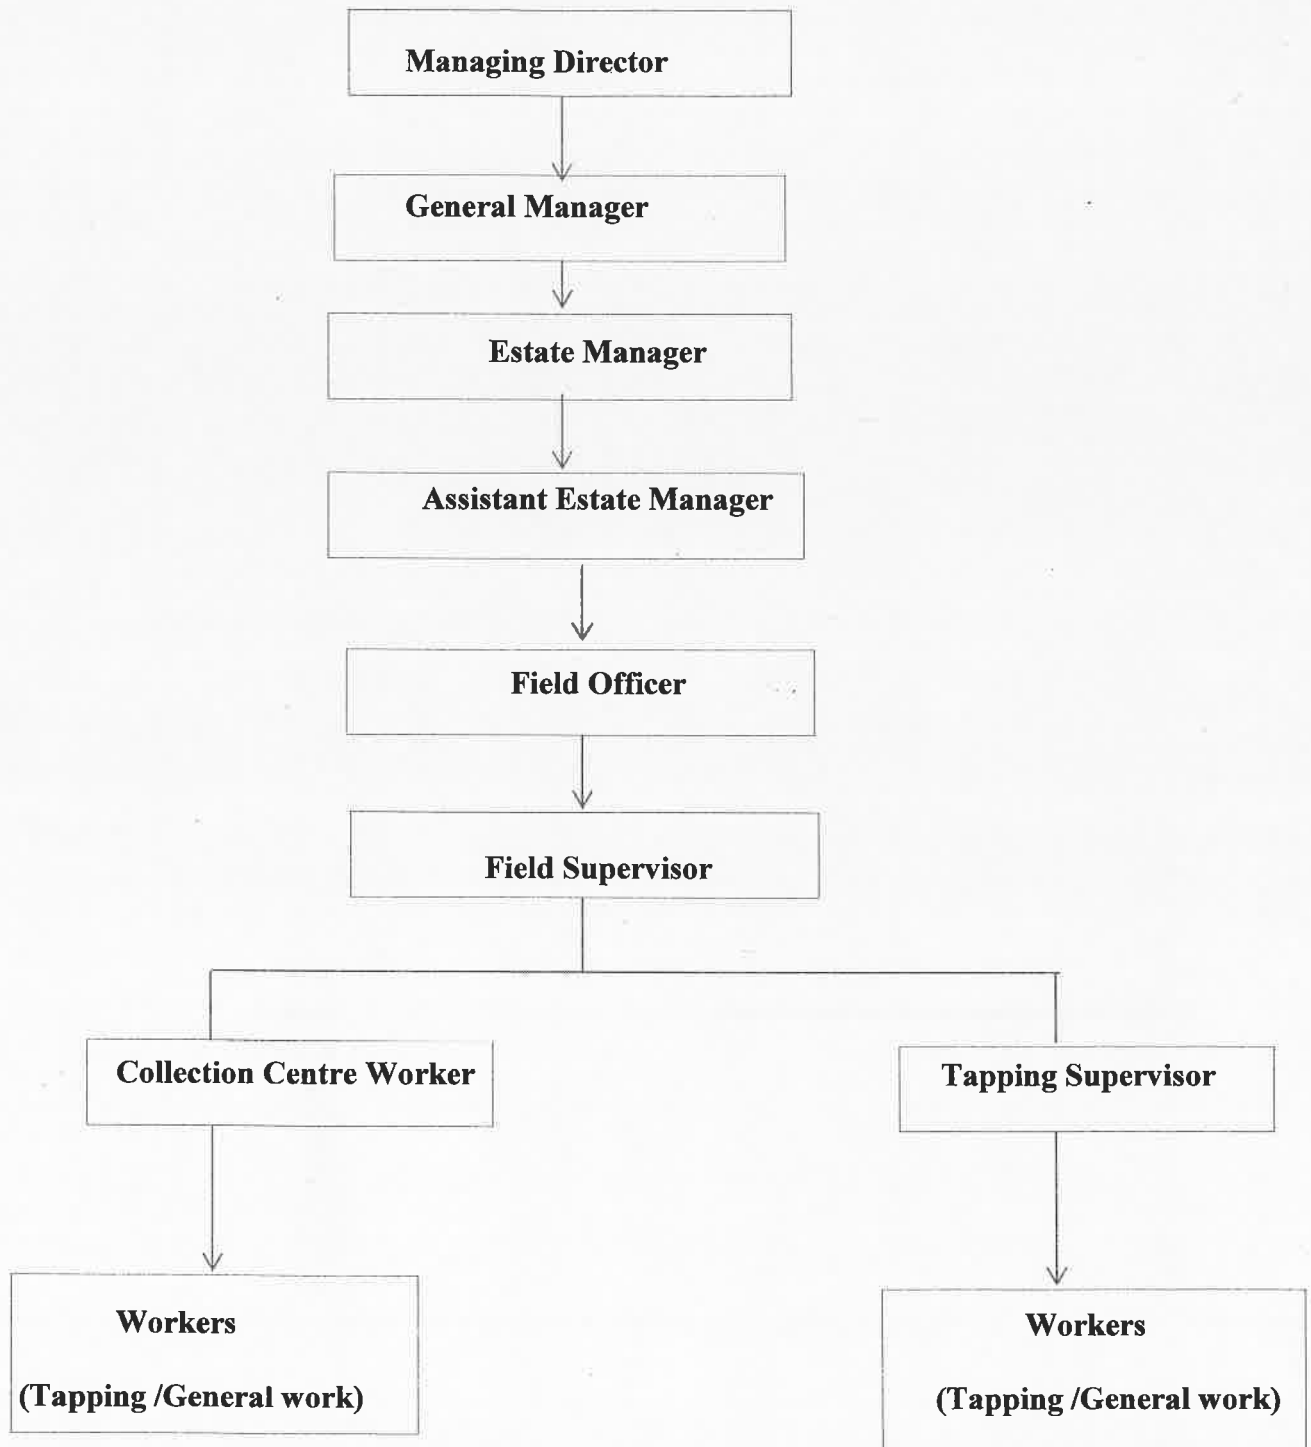 Managing Director
General Manager
Estate Manager
Assistant Estate Manager
Field Officer
Field Supervisor
Collection Centre Worker
Tapping Supervisor
Workers
(Tapping /General work)
Workers
(Tapping /General work)